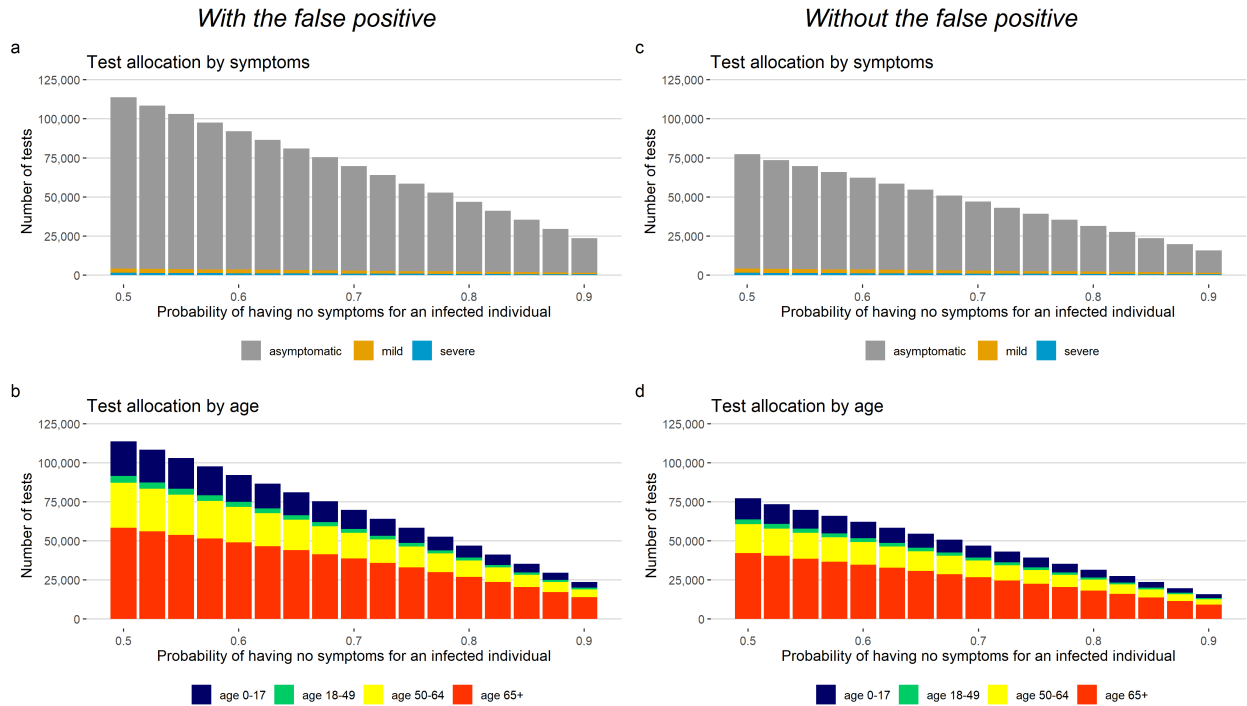 With the false positive
Without the false positive
a
Test allocation by symptoms
125,000
100,000
75,000
50,000
25,000
0
Number of tests
0.5 0.6 0.7 0.8 0.9
Probability of having no symptoms for an infected individual
asymptomatic mild severe
c
Test allocation by symptoms
125,000
100,000
75,000
50,000
25,000
0
Number of tests
0.5 0.6 0.7 0.8 0.9
Probability of having no symptoms for an infected individual
asymptomatic mild severe
b
Test allocation by age
125,000
100,000
75,000
50,000
25,000
0
Number of tests
0.5 0.6 0.7 0.8 0.9
Probability of having no symptoms for an infected individual
age 0-17 age 18-49 age 50-64 age 65+
d
Test allocation by age
125,000
100,000
75,000
50,000
25,000
0
Number of tests
0.5 0.6 0.7 0.8 0.9
Probability of having no symptoms for an infected individual
age 0-17 age 18-49 age 50-64 age 65+